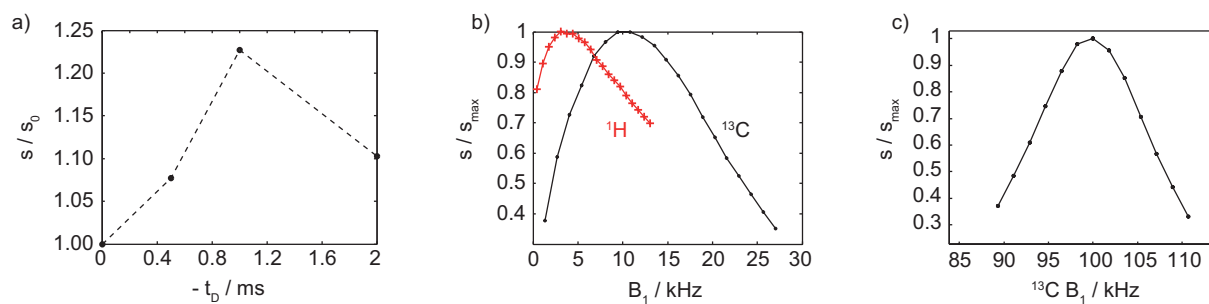 a)
1.25
1.20
1.15
1.10
1.05
1.00
s / s0
0 0.4 0.8 1.2 1.6 2
- tD / ms
b)
1
0.9
0.8
0.7
0.6
0.5
0.4
s / smax
1H
13C
0 5 10 15 20 25 30
B1 / kHz
c)
1
0.9
0.8
0.7
0.6
0.5
0.4
0.3
s / smax
85 90 95 100 105 110
13C B1 / kHz